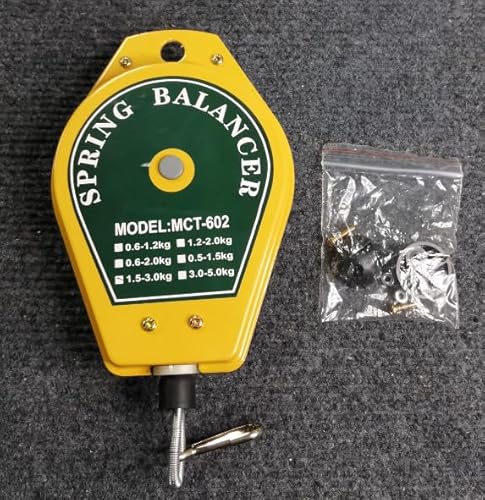 SPRING BALANCER
MODEL:MCT-602
0.6-1.2kg 1.2-2.0kg
0.6-2.0kg 0.5-1.5kg
1.5-3.0kg 3.0-5.0kg